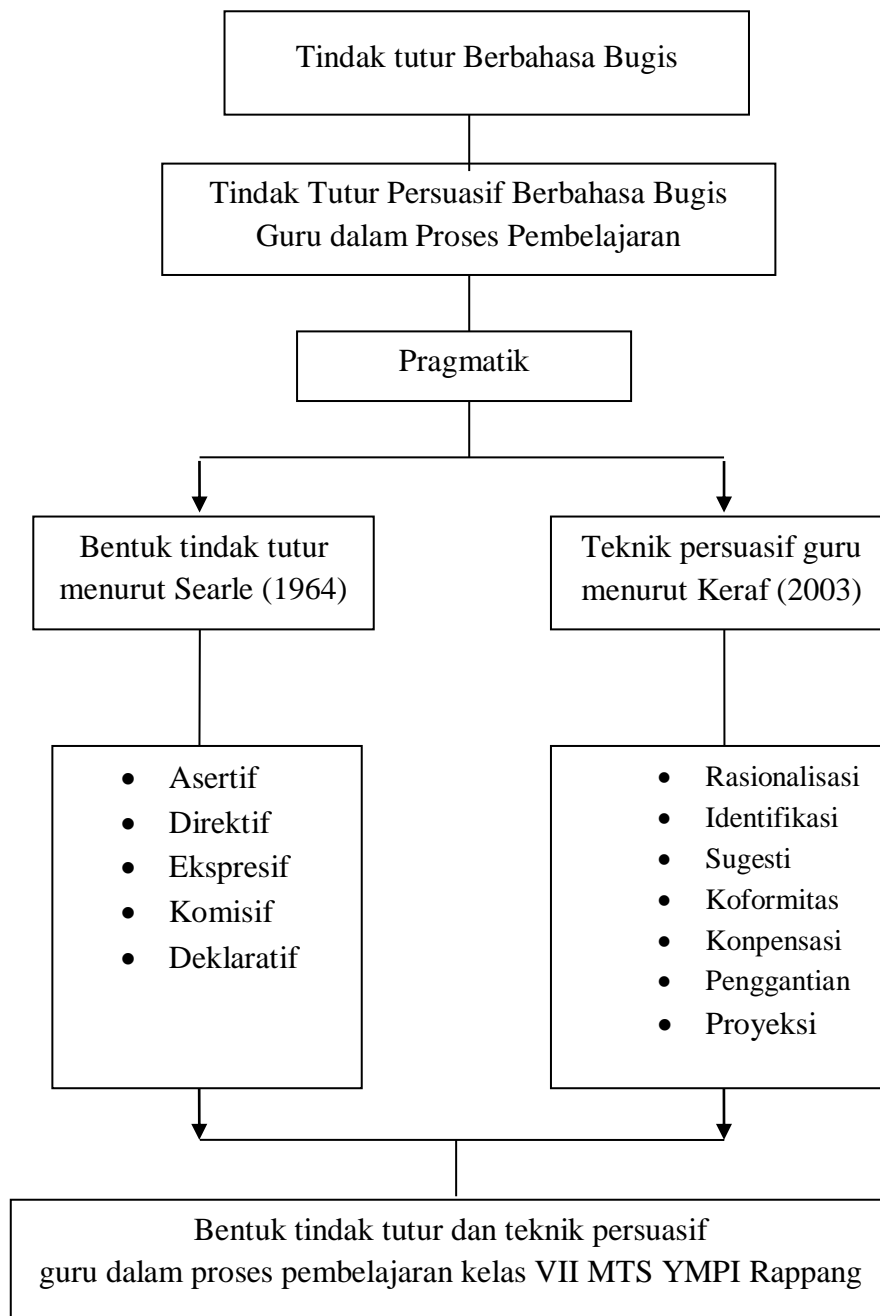 Tindak tutur Berbahasa Bugis
Tindak Tutur Persuasif Berbahasa Bugis
Guru dalam Proses Pembelajaran
Pragmatik
Bentuk tindak tutur
menurut Searle (1964)
Teknik persuasif guru
menurut Keraf (2003)
• Asertif
• Direktif
• Ekspresif
• Komisif
• Deklaratif
• Rasionalisasi
• Identifikasi
• Sugesti
• Koformitas
• Konpensasi
• Penggantian
• Proyeksi
Bentuk tindak tutur dan teknik persuasif
guru dalam proses pembelajaran kelas VII MTS YMPI Rappang